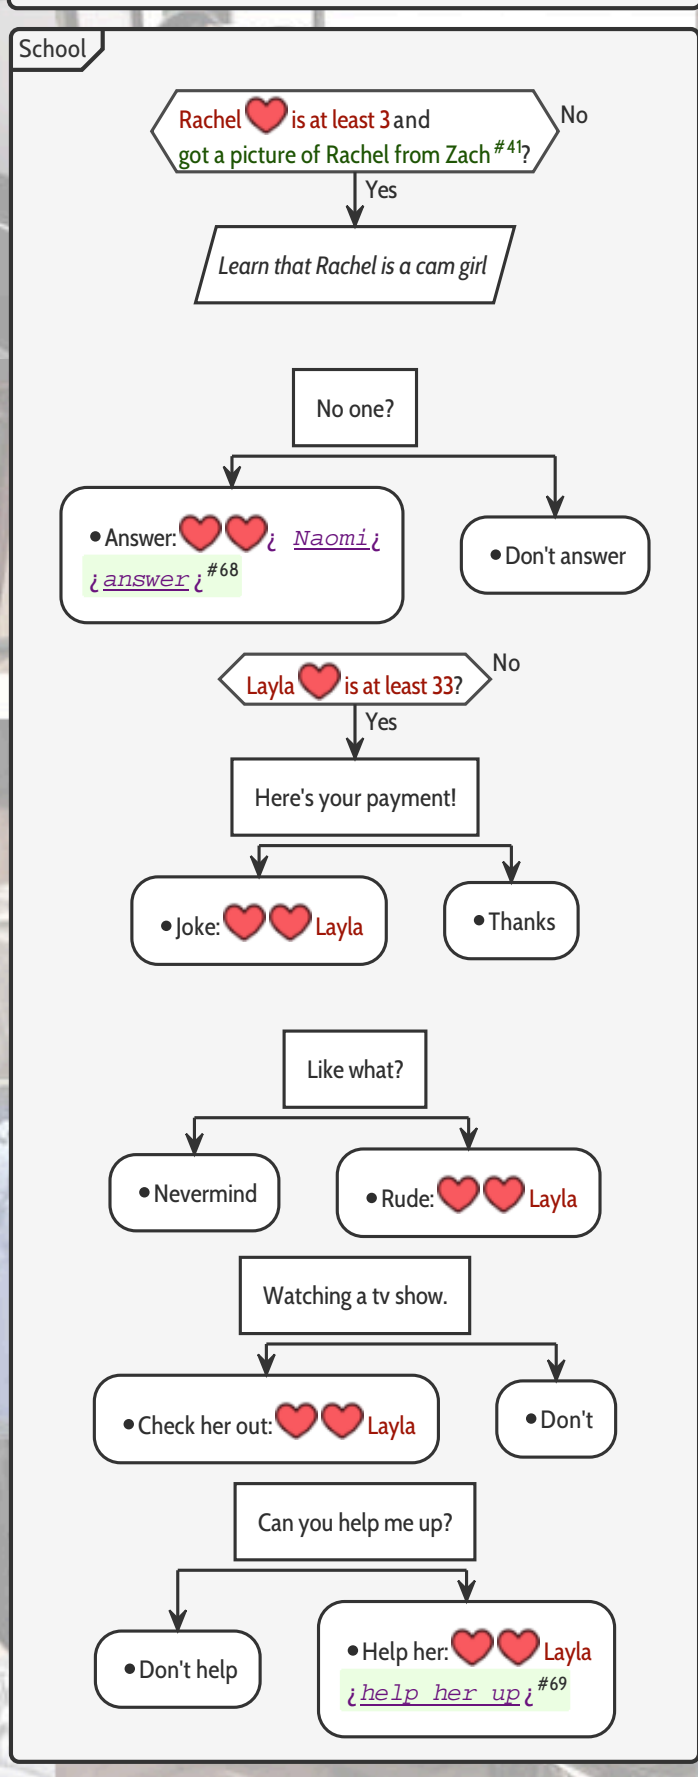 School
Rachel is at least 3 and
No
got a picture of Rachel from Zach #41?
Yes
Learn that Rachel is a cam girl
No one?
•Answer: ¿ Naomi¿
¿answer¿#68
•Don't answer
Layla is at least 33?
No
Yes
Here's your payment!
•Joke: Layla
•Thanks
Like what?
•Nevermind
•Rude: Layla
Watching a tv show.
•Check her out: Layla
•Don't
Can you help me up?
•Don't help
•Help her: Layla
¿help her up¿#69